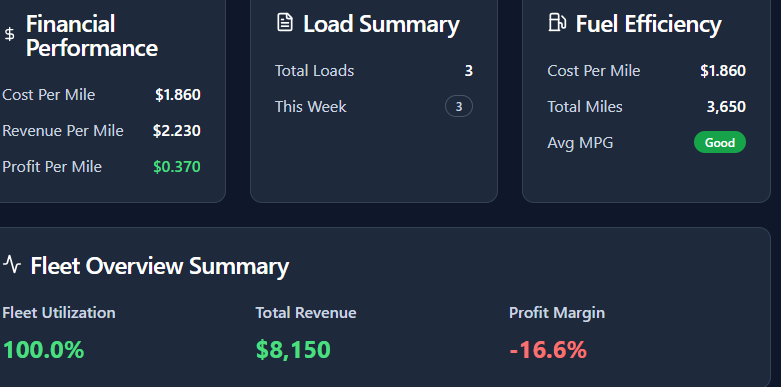 $ Financial
Performance
Cost Per Mile $1.860
Revenue Per Mile $2.230
Profit Per Mile $0.370
Load Summary
Total Loads 3
This Week 3
Fuel Efficiency
Cost Per Mile $1.860
Total Miles 3,650
Avg MPG Good
Fleet Overview Summary
Fleet Utilization Total Revenue Profit Margin
100.0% $8,150 -16.6%